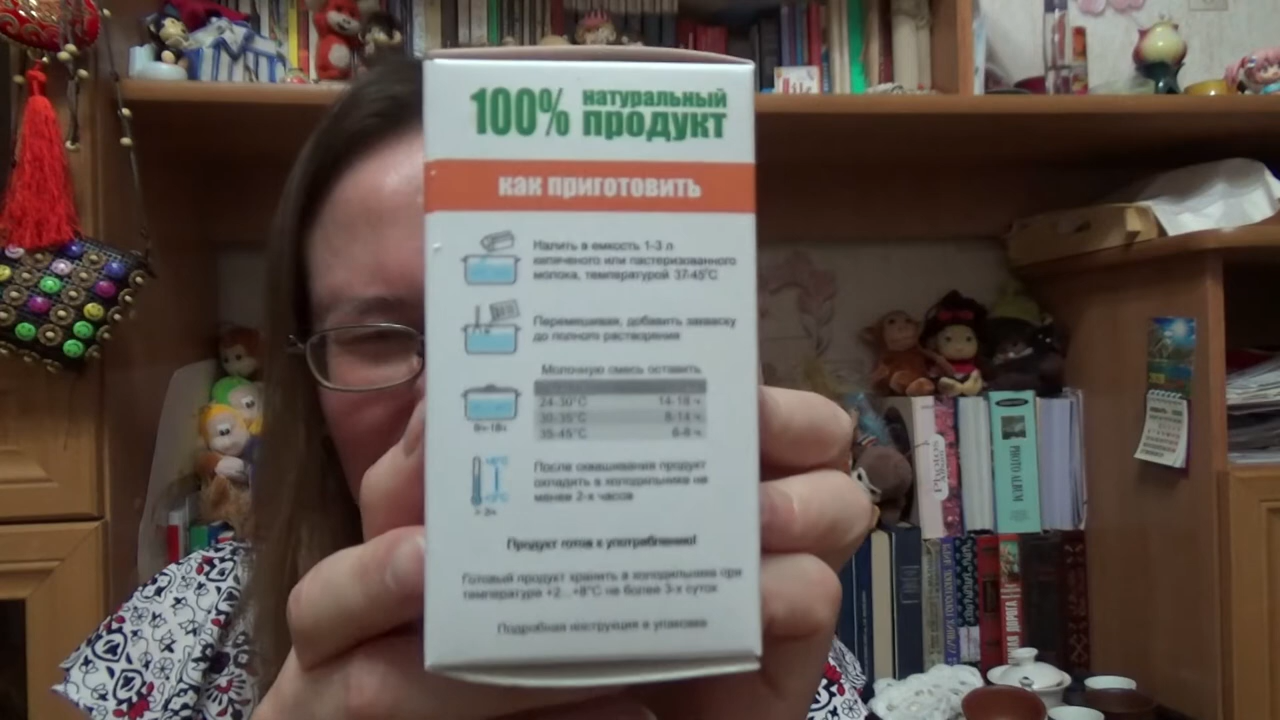 100% натуральный
продукт
как приготовить
Налить в емкость 1-3 л
кипяченого или пастеризованного
молока, температурой 37-45°C
Перемешивая, добавить закваску
до полного растворения
Молочную смесь оставить
24-30°C 14-18 ч
30-35°C 8-14 ч
35-45°C 6-8 ч
После сквашивания продукт
охладить в холодильнике не
менее 2-х часов
Продукт готов к употреблению!
Готовый продукт хранить в холодильнике при
температуре +2...+8°C не более 3-х суток
Подробная инструкция в упаковке
PHOTO ALBUM
ДОРОГА